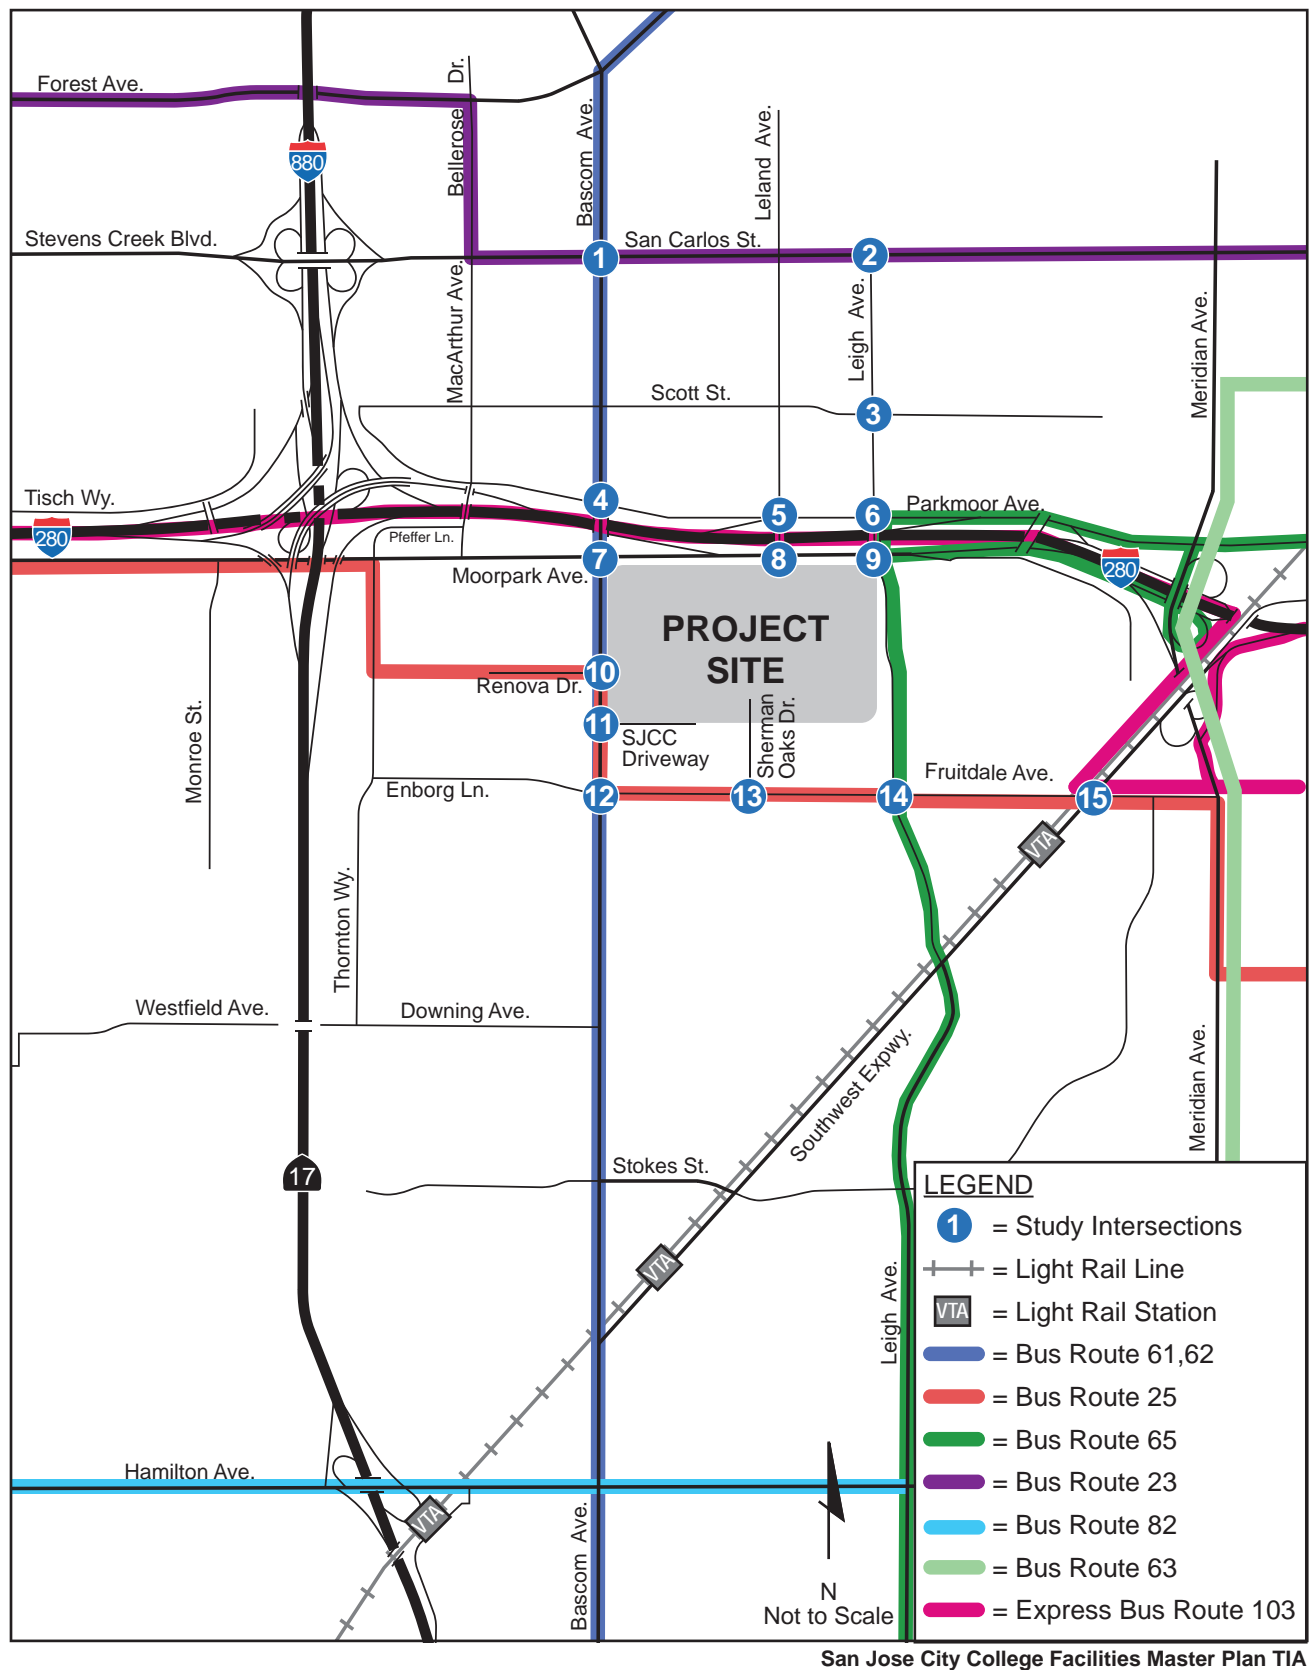 Forest Ave.
Bellerose Dr.
Bascom Ave.
Leland Ave.
880
Stevens Creek Blvd.
San Carlos St.
1
2
MacArthur Ave.
Leigh Ave.
Meridian Ave.
Scott St.
3
Tisch Wy.
4
5
6
Parkmoor Ave.
280
Pfeffer Ln.
Moorpark Ave.
7
8
9
280
PROJECT
SITE
10
Renova Dr.
11
SJCC
Driveway
Sherman
Oaks Dr.
Monroe St.
Enborg Ln.
12
13
14
Fruitdale Ave.
15
VTA
Thornton Wy.
Westfield Ave.
Downing Ave.
Southwest Expwy.
Meridian Ave.
17
Stokes St.
VTA
Leigh Ave.
Hamilton Ave.
VTA
Bascom Ave.
N
Not to Scale
LEGEND
1 = Study Intersections
= Light Rail Line
VTA = Light Rail Station
= Bus Route 61,62
= Bus Route 25
= Bus Route 65
= Bus Route 23
= Bus Route 82
= Bus Route 63
= Express Bus Route 103
San Jose City College Facilities Master Plan TIA